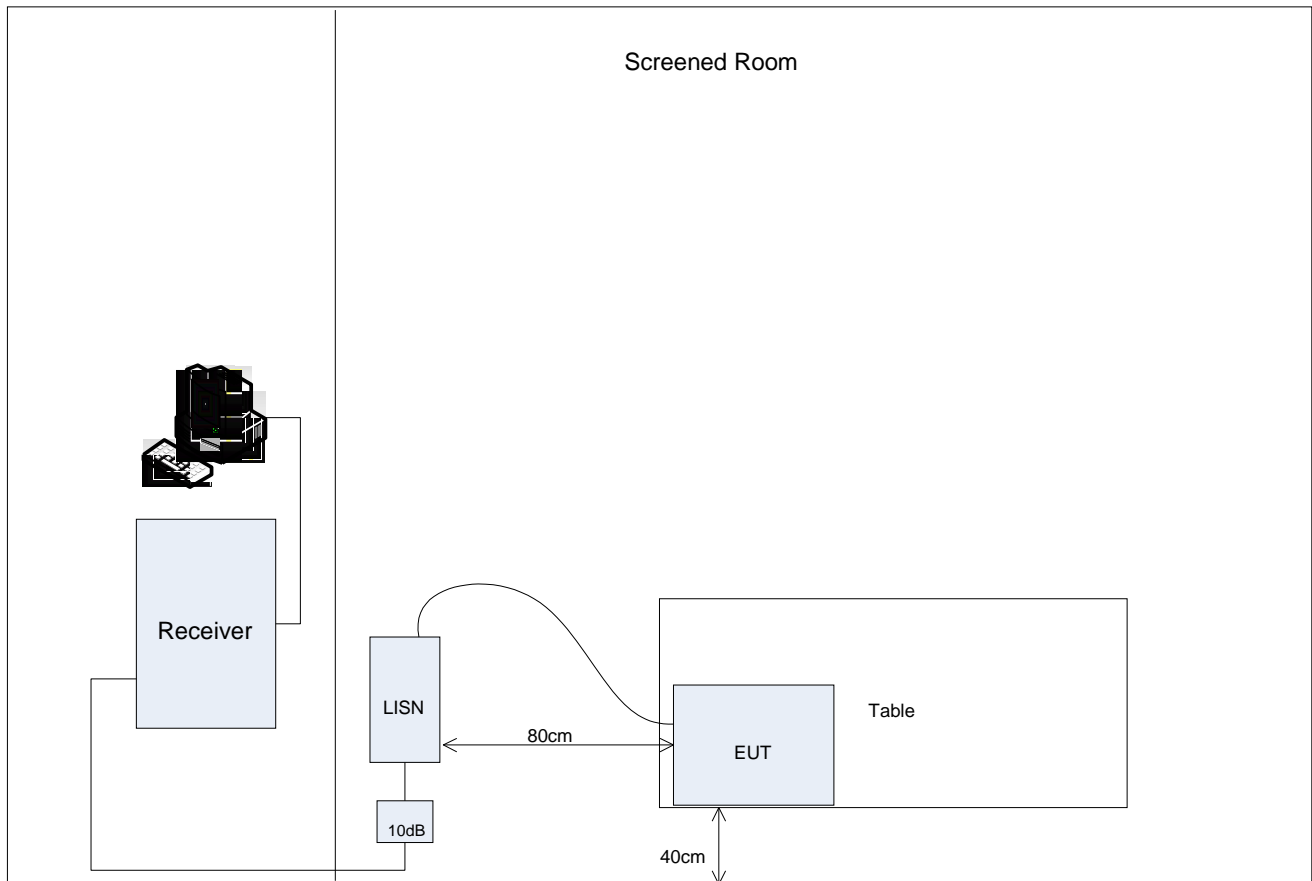 Screened Room
Receiver
LISN
80cm
EUT
Table
10dB
40cm